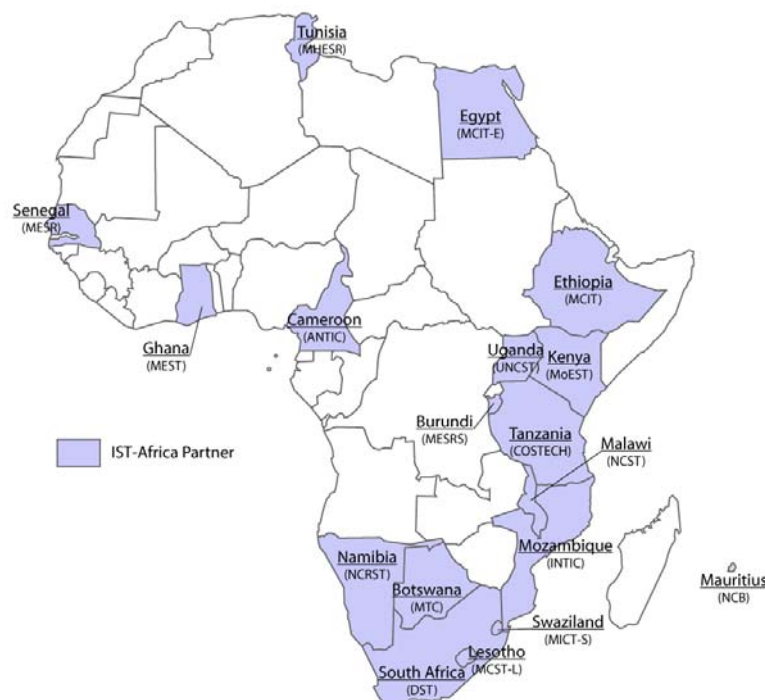 Tunisia
(MHESR)
Egypt
(MCIT-E)
Senegal
(MESR)
Ethiopia
(MCIT)
Cameroon
(ANTIC)
Ghana
(MEST)
Uganda
(UNCST)
Kenya
(MoEST)
Burundi
(MESRS)
Tanzania
(COSTECH)
Malawi
(NCST)
IST-Africa Partner
Namibia
(NCRST)
Mozambique
(INTIC)
Botswana
(MTC)
Mauritius
(NCB)
Swaziland
(MICT-S)
Lesotho
(MCST-L)
South Africa
(DST)